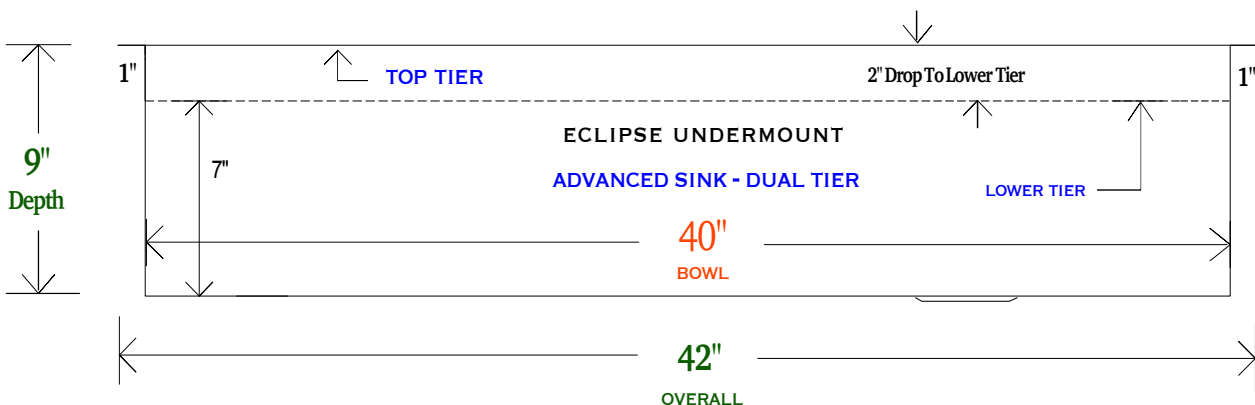 1"
TOP TIER
2" Drop To Lower Tier
1"
ECLIPSE UNDERMOUNT
9"
Depth
7"
ADVANCED SINK - DUAL TIER
LOWER TIER
40"
BOWL
42"
OVERALL